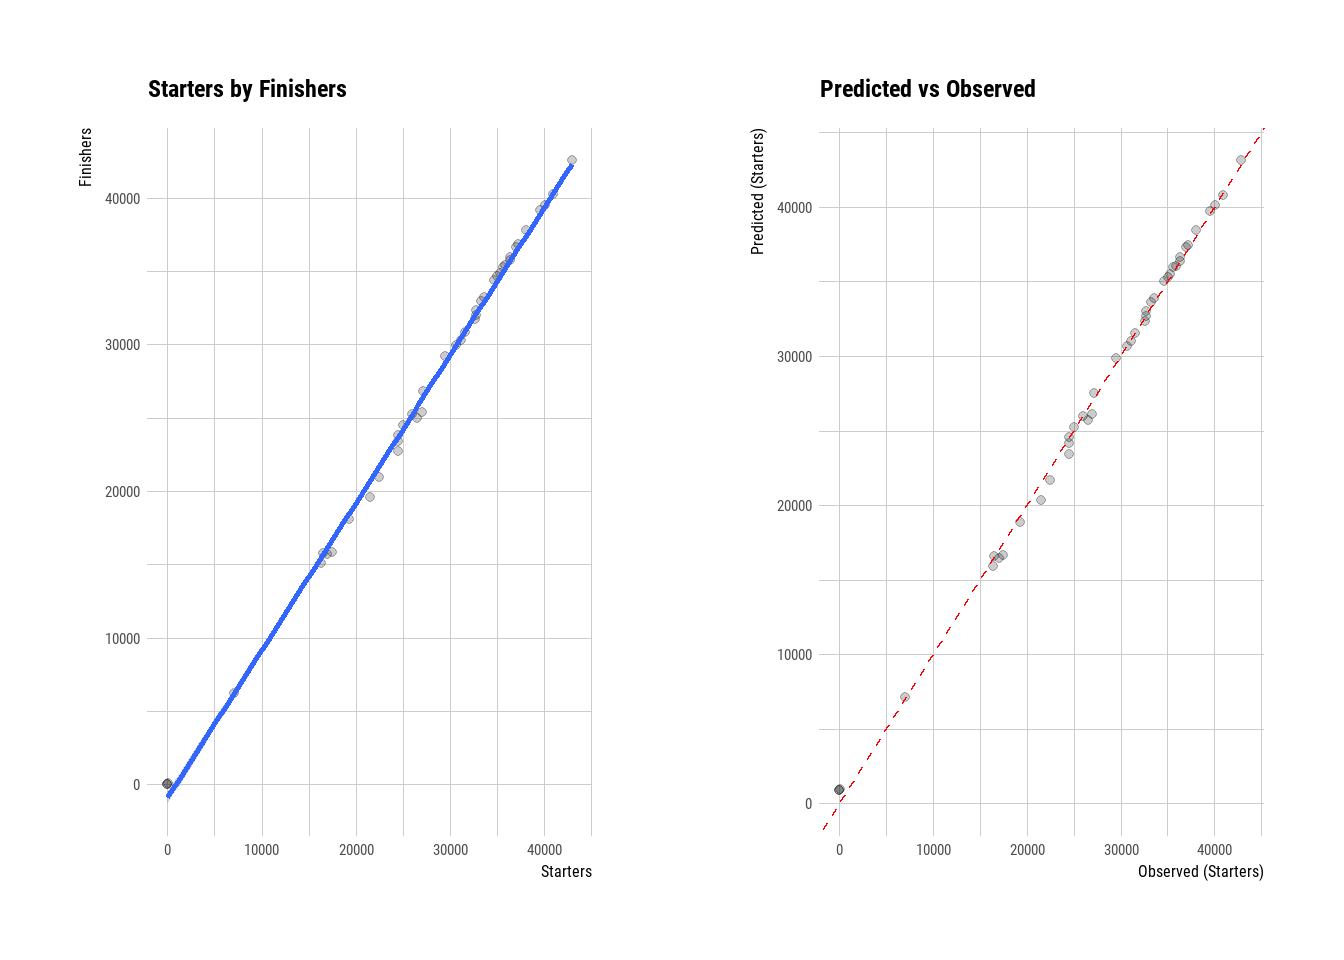 Starters by Finishers
Finishers
40000
30000
20000
10000
0
0 10000 20000 30000 40000
Starters
Predicted vs Observed
Predicted (Starters)
40000
30000
20000
10000
0
0 10000 20000 30000 40000
Observed (Starters)